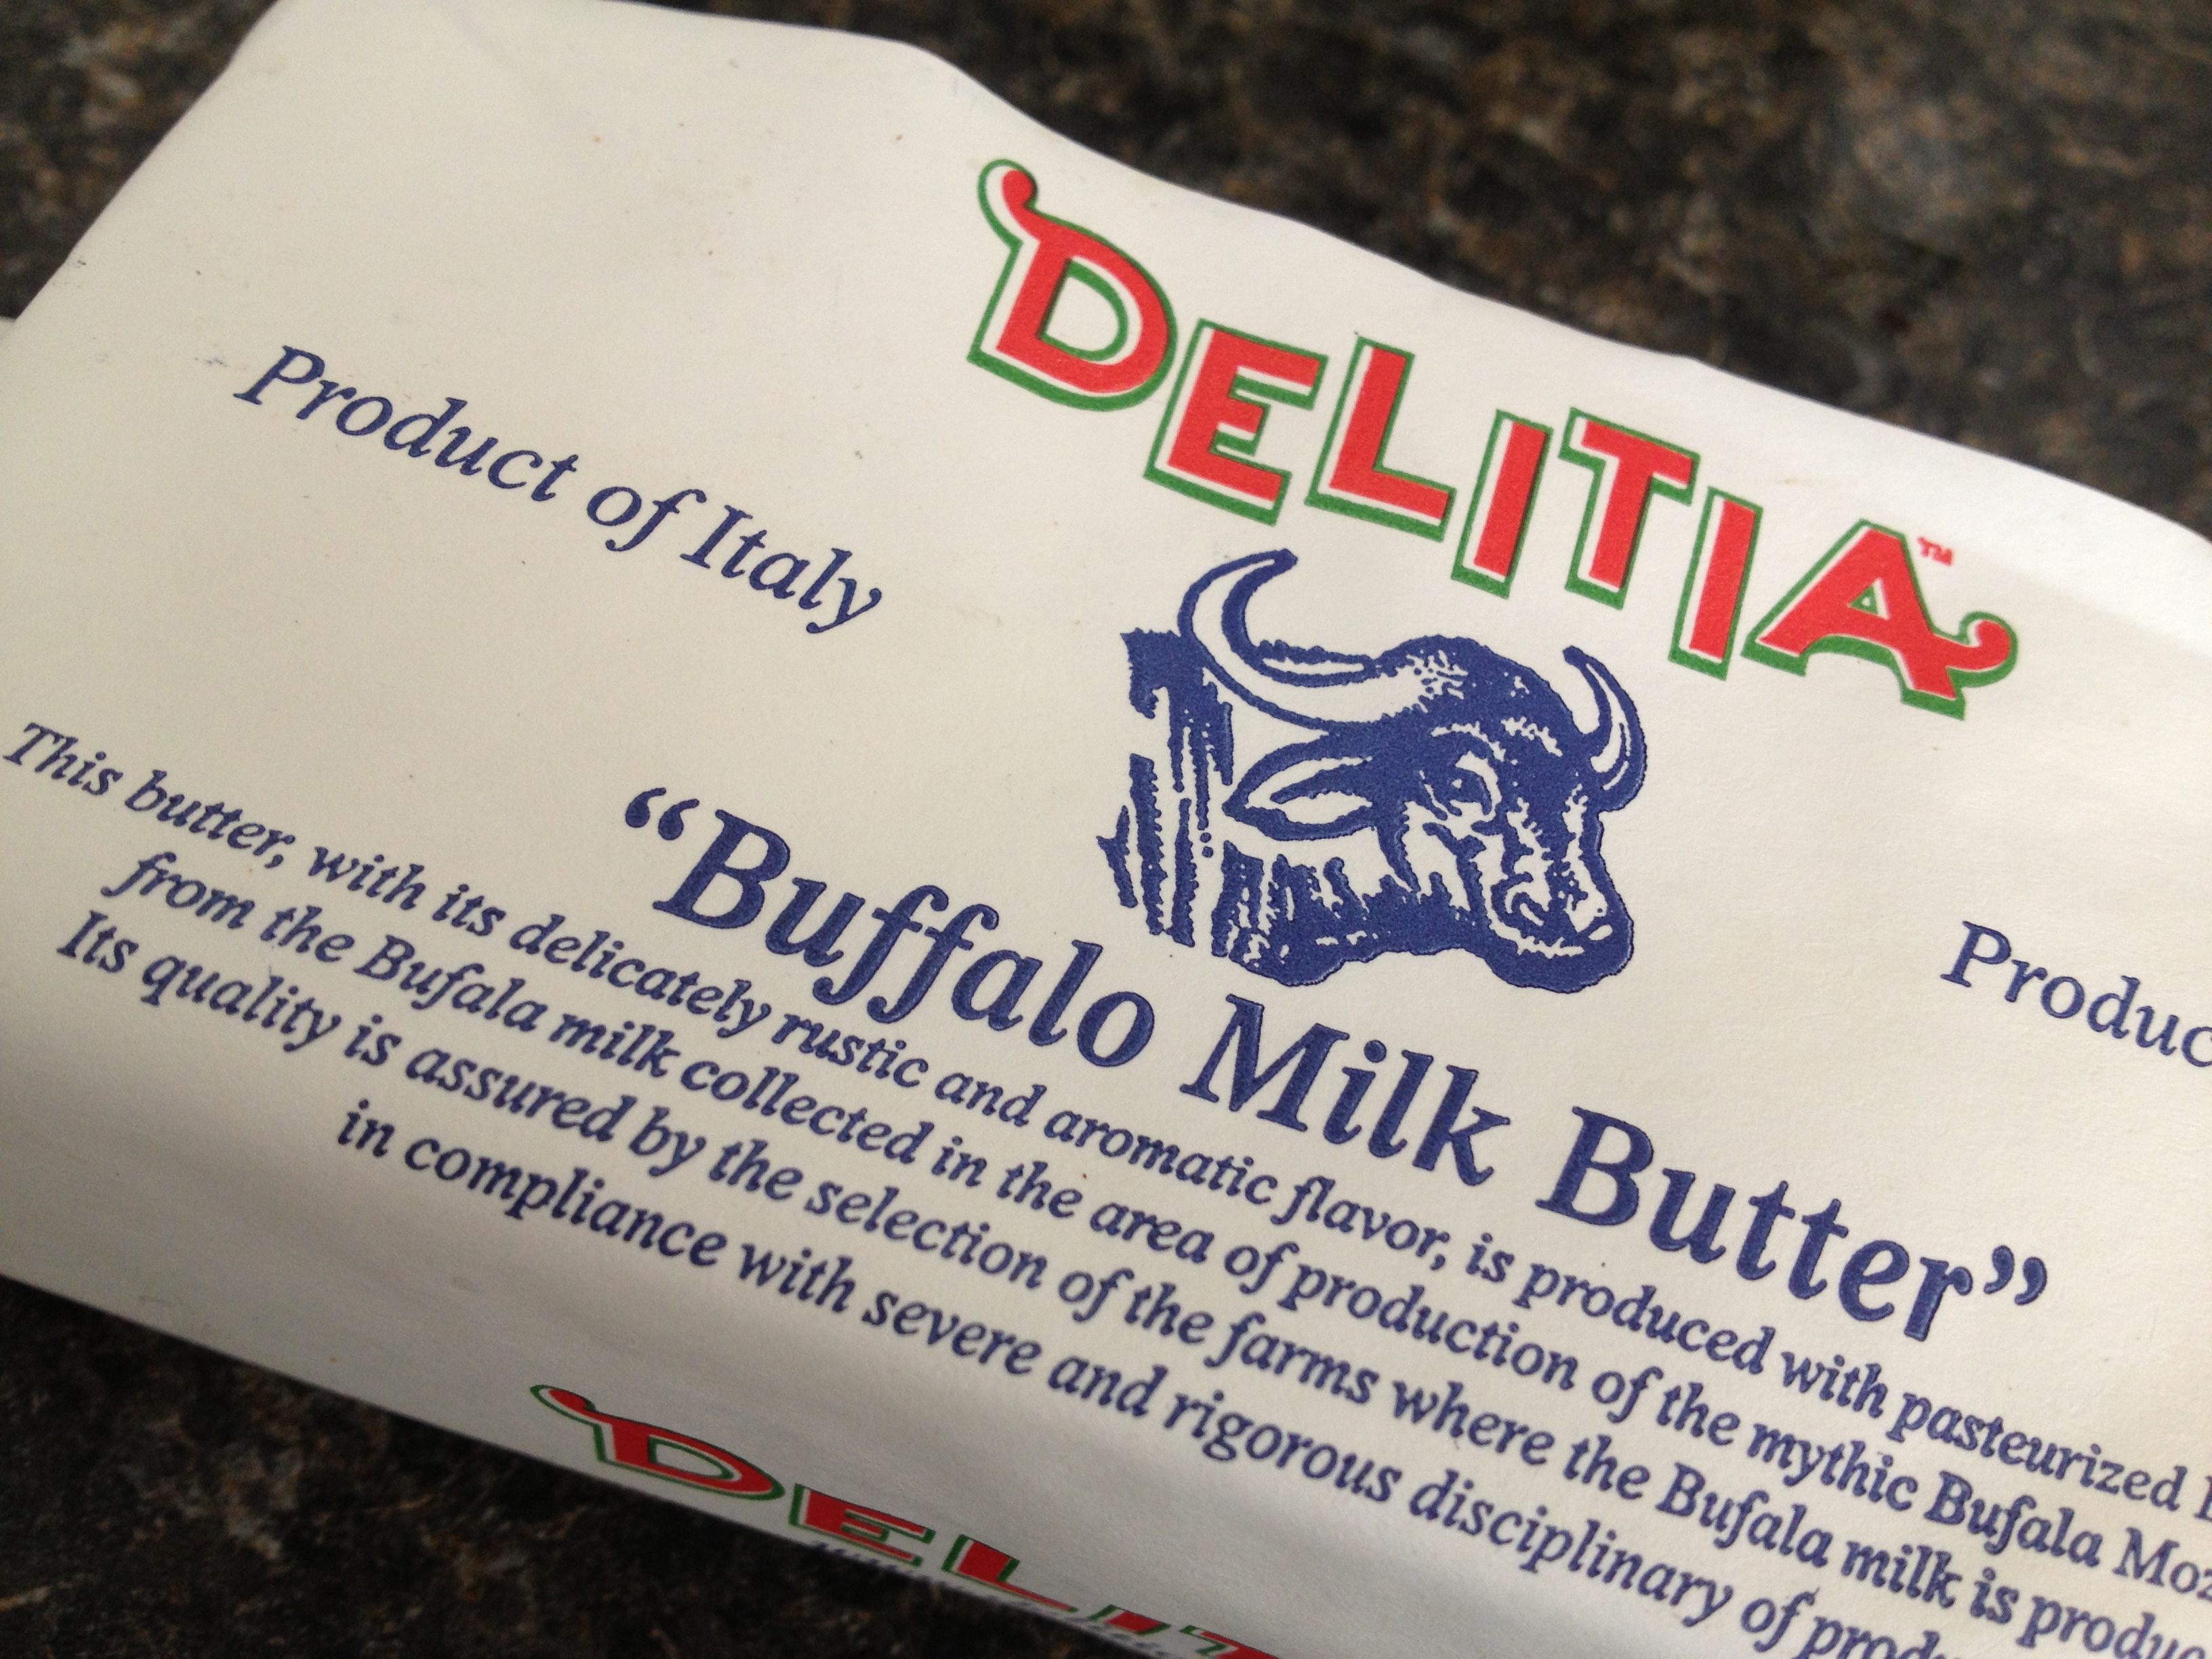 DELITIA™
Product of Italy
Produc
“Buffalo Milk Butter”
This butter, with its delicately rustic and aromatic flavor, is produced with pasteurized
from the Bufala milk collected in the area of production of the mythic Bufala Moz
Its quality is assured by the selection of the farms where the Bufala milk is produc
in compliance with severe and rigorous disciplinary of produ
DELIT